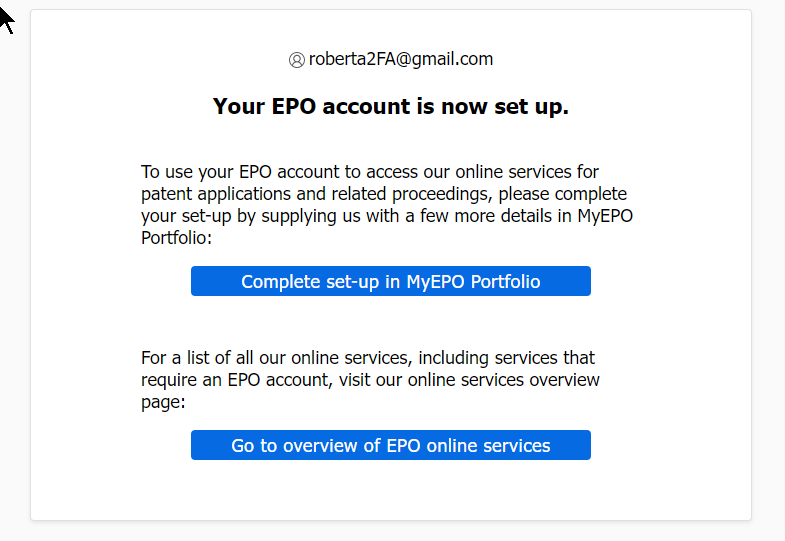 roberta2FA@gmail.com
Your EPO account is now set up.
To use your EPO account to access our online services for
patent applications and related proceedings, please complete
your set-up by supplying us with a few more details in MyEPO
Portfolio:
Complete set-up in MyEPO Portfolio
For a list of all our online services, including services that
require an EPO account, visit our online services overview
page:
Go to overview of EPO online services